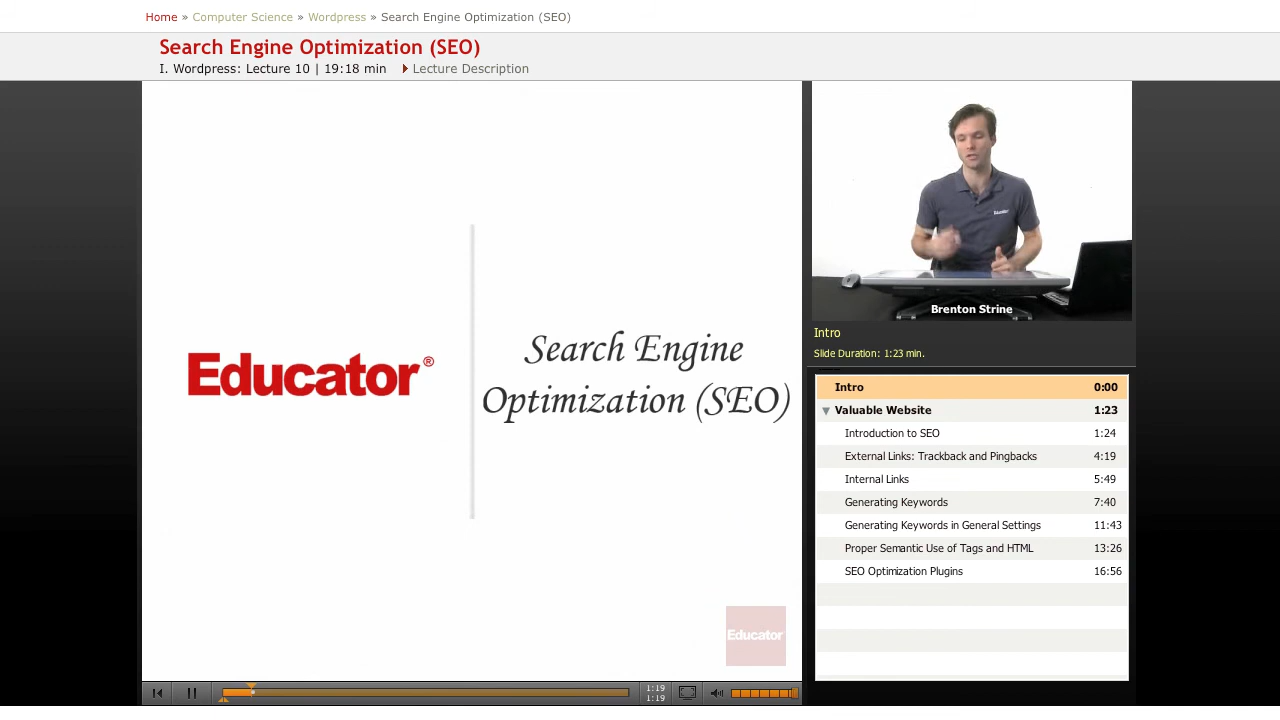 Home » Computer Science » Wordpress » Search Engine Optimization (SEO)
Search Engine Optimization (SEO)
I. Wordpress: Lecture 10 | 19:18 min Lecture Description
Educator®
Search Engine
Optimization (SEO)
Educator
Educator
Brenton Strine
Intro
Slide Duration: 1:23 min.
Intro 0:00
Valuable Website 1:23
Introduction to SEO 1:24
External Links: Trackback and Pingbacks 4:19
Internal Links 5:49
Generating Keywords 7:40
Generating Keywords in General Settings 11:43
Proper Semantic Use of Tags and HTML 13:26
SEO Optimization Plugins 16:56
1:19
1:19